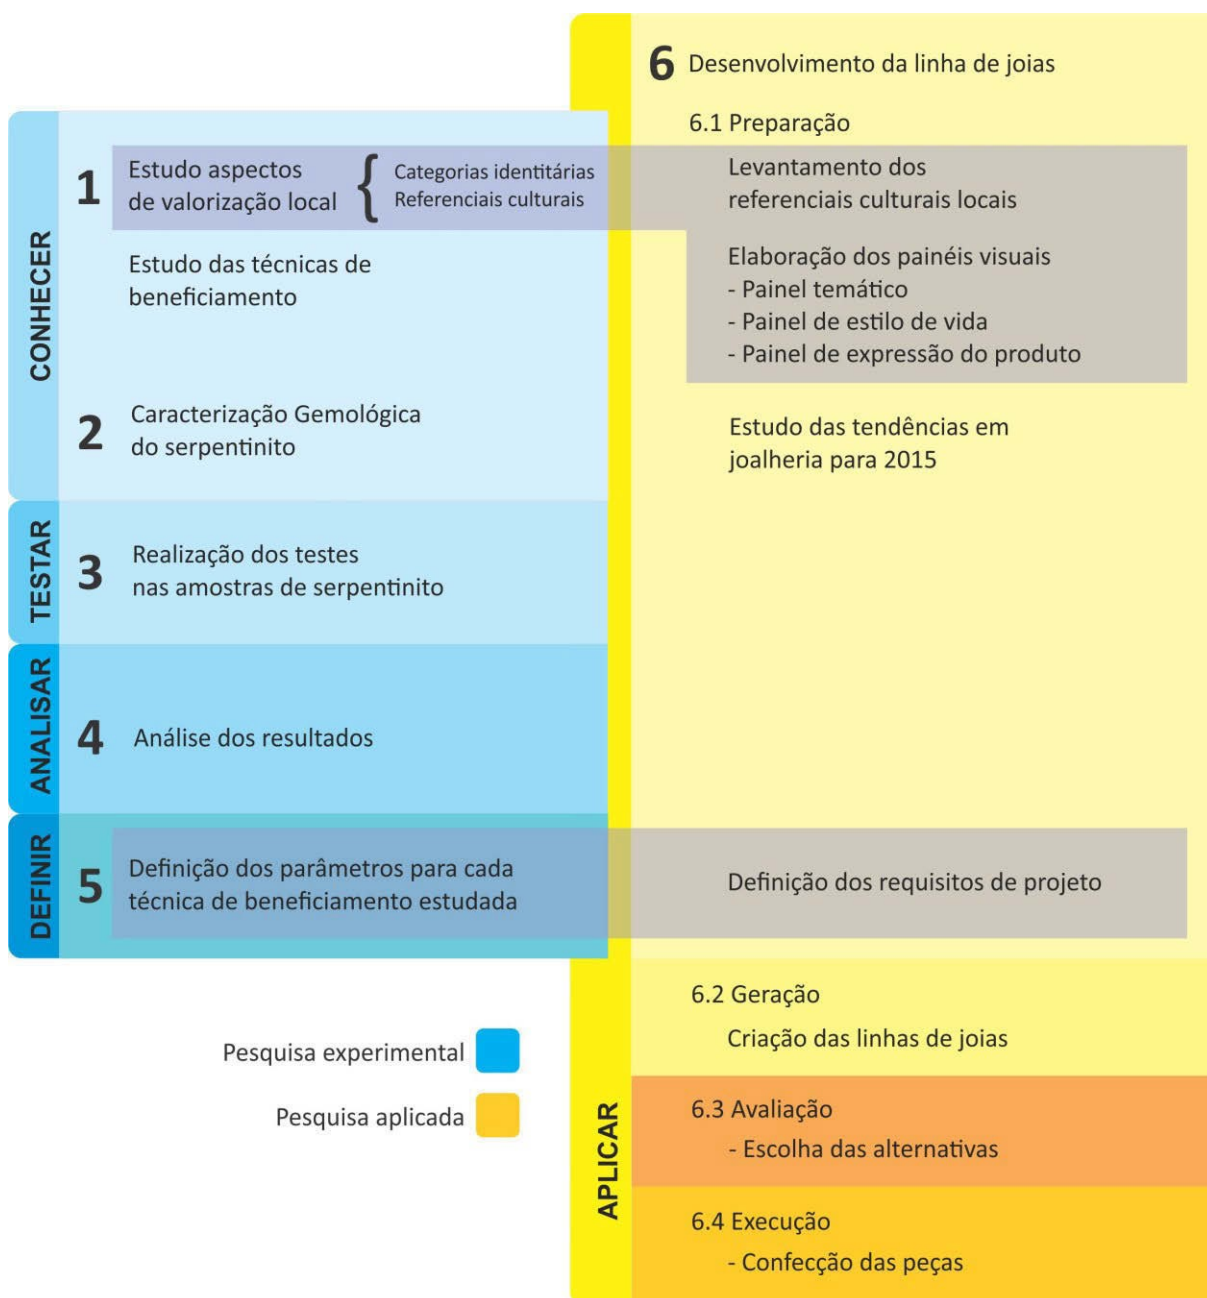 CONHECER
1
Estudo aspectos
de valorização local
{
Categorias identitárias
Referenciais culturais
Estudo das técnicas de
beneficiamento
2
Caracterização Gemológica
do serpentinito
TESTAR
3
Realização dos testes
nas amostras de serpentinito
ANALISAR
4
Análise dos resultados
DEFINIR
5
Definição dos parâmetros para cada
técnica de beneficiamento estudada
Pesquisa experimental
Pesquisa aplicada
APLICAR
6 Desenvolvimento da linha de joias
6.1 Preparação
Levantamento dos
referenciais culturais locais
Elaboração dos painéis visuais
- Painel temático
- Painel de estilo de vida
- Painel de expressão do produto
Estudo das tendências em
joalheria para 2015
Definição dos requisitos de projeto
6.2 Geração
Criação das linhas de joias
6.3 Avaliação
- Escolha das alternativas
6.4 Execução
- Confecção das peças